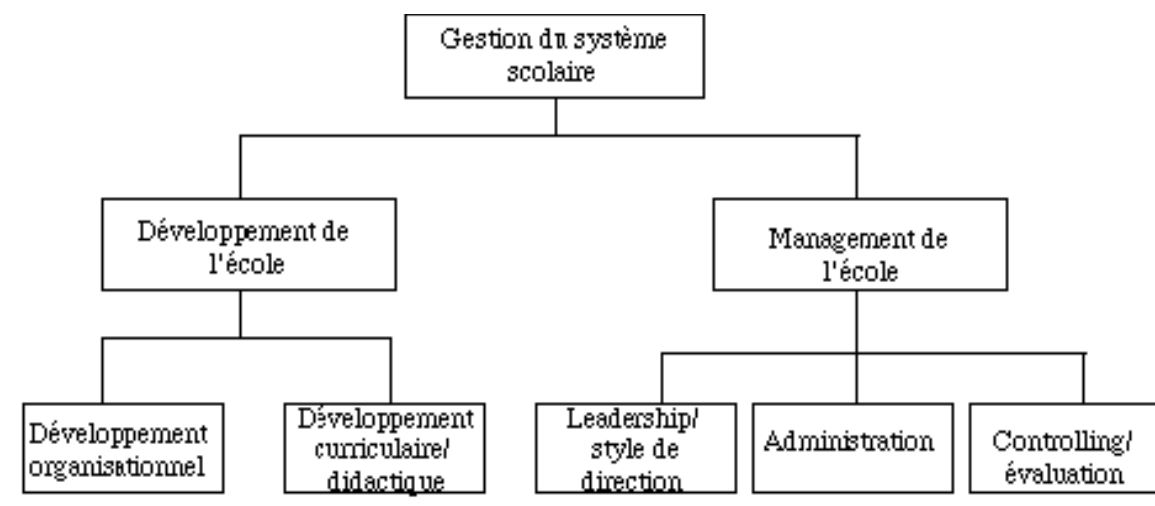 Gestion du système
scolaire
Développement de
l'école
Management de
l'école
Développement
organisationnel
Développement
curriculaire/
didactique
Leadership/
style de
direction
Administration
Controlling/
évaluation